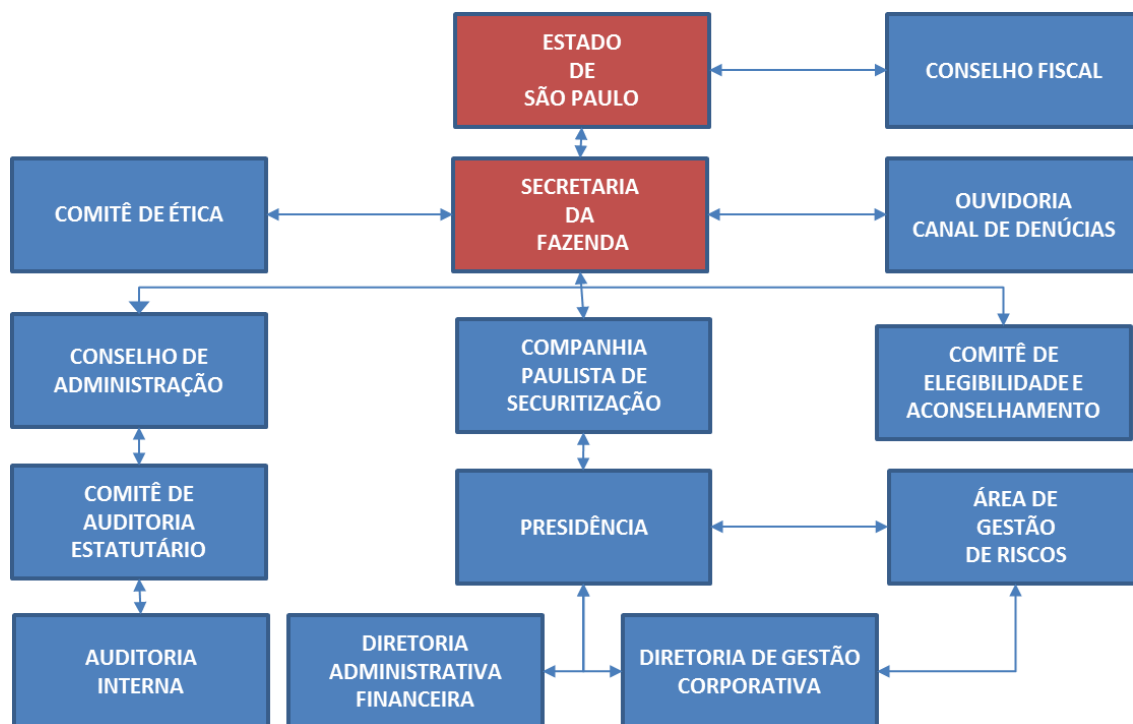 ESTADO
DE
SÃO PAULO
CONSELHO FISCAL
COMITÊ DE ÉTICA
SECRETARIA
DA
FAZENDA
OUVIDORIA
CANAL DE DENÚCIAS
CONSELHO DE
ADMINISTRAÇÃO
COMPANHIA
PAULISTA DE
SECURITIZAÇÃO
COMITÊ DE
ELEGIBILIDADE E
ACONSELHAMENTO
COMITÊ DE
AUDITORIA
ESTATUTÁRIO
PRESIDÊNCIA
ÁREA DE
GESTÃO
DE RISCOS
AUDITORIA
INTERNA
DIRETORIA
ADMINISTRATIVA
FINANCEIRA
DIRETORIA DE GESTÃO
CORPORATIVA